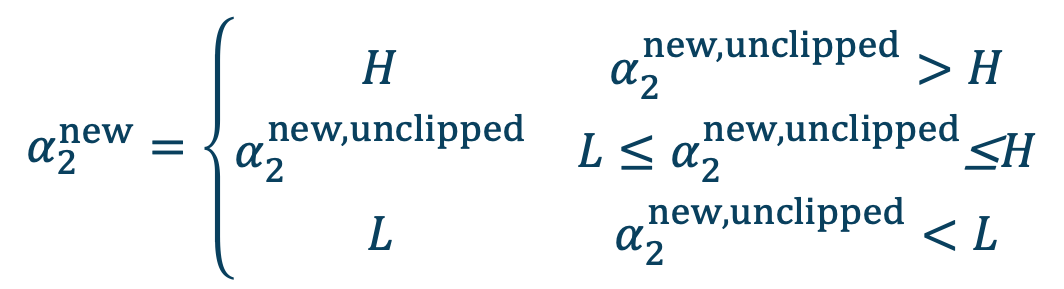 H α₂^new,unclipped > H
α₂^new = { α₂^new,unclipped L ≤ α₂^new,unclipped ≤ H
L α₂^new,unclipped < L